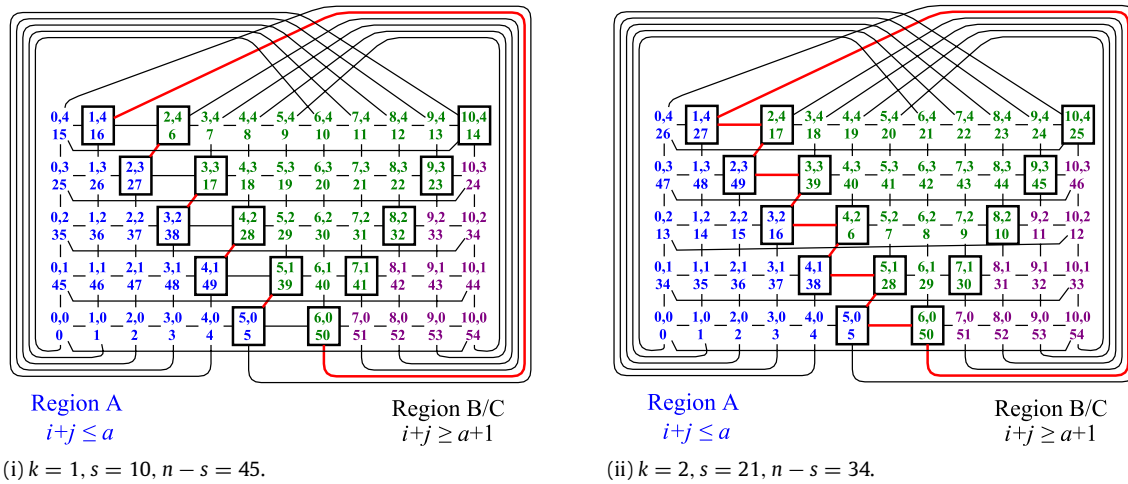 0,4 1,4 2,4 3,4 4,4 5,4 6,4 7,4 8,4 9,4 10,4
15 16 6 7 8 9 10 11 12 13 14
0,3 1,3 2,3 3,3 4,3 5,3 6,3 7,3 8,3 9,3 10,3
25 26 27 17 18 19 20 21 22 23 24
0,2 1,2 2,2 3,2 4,2 5,2 6,2 7,2 8,2 9,2 10,2
35 36 37 38 28 29 30 31 32 33 34
0,1 1,1 2,1 3,1 4,1 5,1 6,1 7,1 8,1 9,1 10,1
45 46 47 48 49 39 40 41 42 43 44
0,0 1,0 2,0 3,0 4,0 5,0 6,0 7,0 8,0 9,0 10,0
0 1 2 3 4 5 50 51 52 53 54
Region A
i+j ≤ a
Region B/C
i+j ≥ a+1
(i) k = 1, s = 10, n − s = 45.
0,4 1,4 2,4 3,4 4,4 5,4 6,4 7,4 8,4 9,4 10,4
26 27 17 18 19 20 21 22 23 24 25
0,3 1,3 2,3 3,3 4,3 5,3 6,3 7,3 8,3 9,3 10,3
47 48 49 39 40 41 42 43 44 45 46
0,2 1,2 2,2 3,2 4,2 5,2 6,2 7,2 8,2 9,2 10,2
13 14 15 16 6 7 8 9 10 11 12
0,1 1,1 2,1 3,1 4,1 5,1 6,1 7,1 8,1 9,1 10,1
34 35 36 37 38 28 29 30 31 32 33
0,0 1,0 2,0 3,0 4,0 5,0 6,0 7,0 8,0 9,0 10,0
0 1 2 3 4 5 50 51 52 53 54
Region A
i+j ≤ a
Region B/C
i+j ≥ a+1
(ii) k = 2, s = 21, n − s = 34.